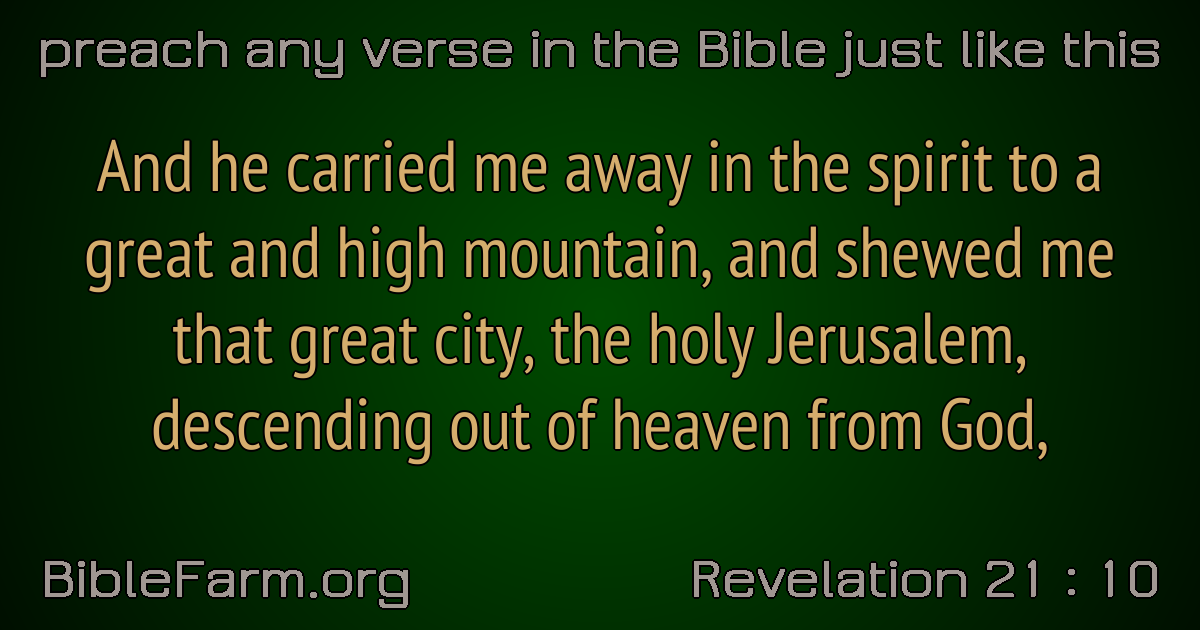 preach any verse in the Bible just like this
And he carried me away in the spirit to a
great and high mountain, and shewed me
that great city, the holy Jerusalem,
descending out of heaven from God,
BibleFarm.org
Revelation 21 : 10